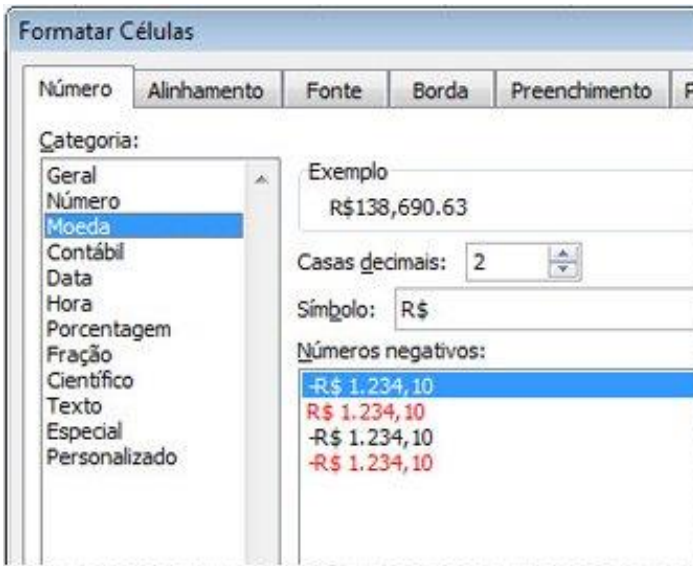 Formatar Células
Número Alinhamento Fonte Borda Preenchimento
Categoria:
Geral
Número
Moeda
Contábil
Data
Hora
Porcentagem
Fração
Científico
Texto
Especial
Personalizado
Exemplo
R$138,690.63
Casas decimais: 2
Símbolo: R$
Números negativos:
-R$ 1.234,10
R$ 1.234,10
-R$ 1.234,10
-R$ 1.234,10